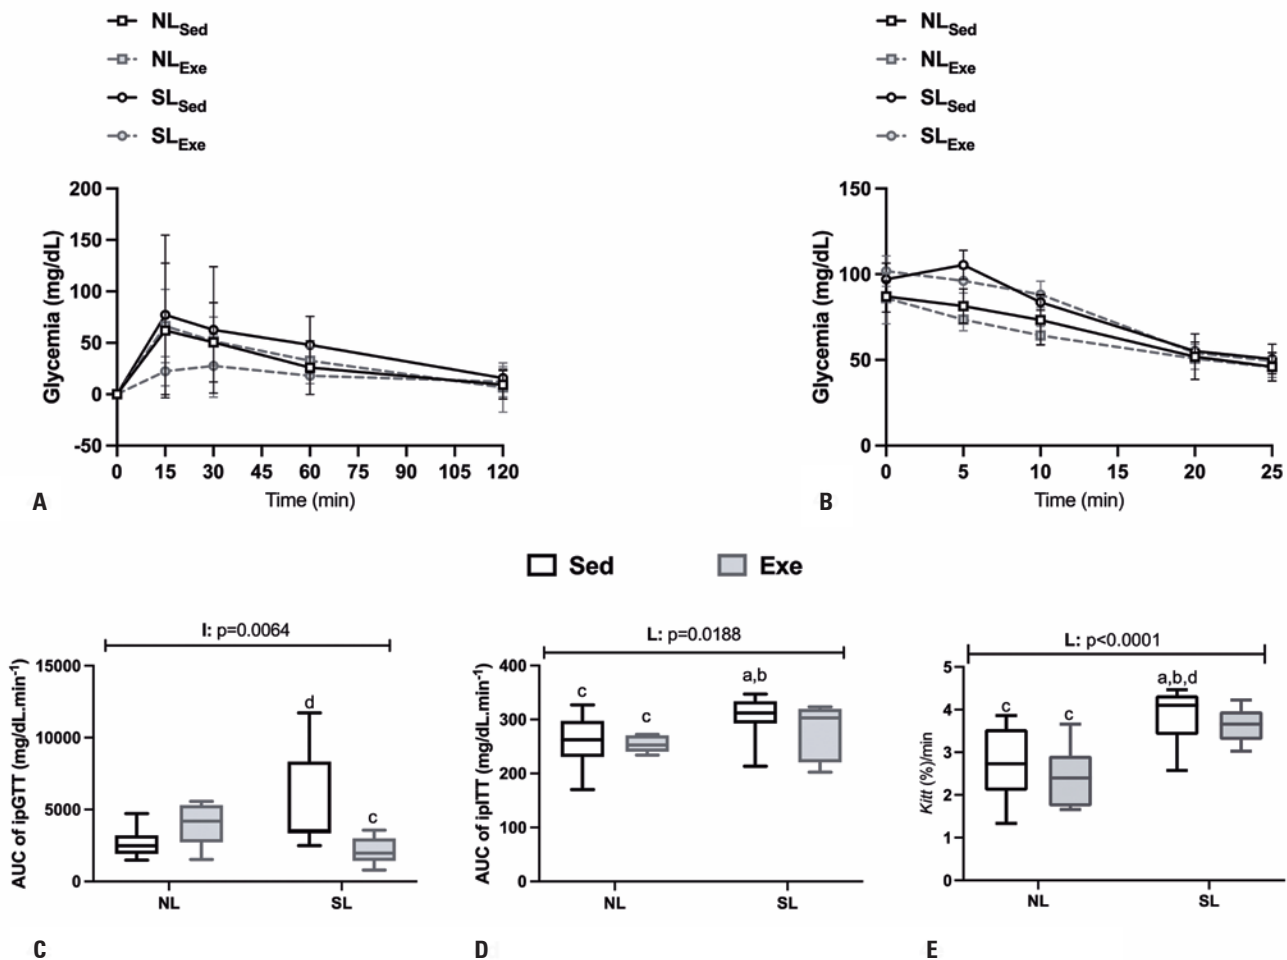 NLSed
NLExe
SLSed
SLExe
200
150
100
50
0
-50
Glycemia (mg/dL)
0 15 30 45 60 75 90 105 120
Time (min)
A
NLSed
NLExe
SLSed
SLExe
150
100
50
0
Glycemia (mg/dL)
0 5 10 15 20 25
Time (min)
B
Sed Exe
I: p=0.0064
15000
10000
5000
0
AUC of ipGTT (mg/dL.min-1)
d
c
NL SL
C
L: p=0.0188
400
300
200
100
0
AUC of ipITT (mg/dL.min-1)
c
c
a,b
NL SL
D
L: p<0.0001
5
4
3
2
1
0
Kitt (%)/min
c
c
a,b,d
NL SL
E